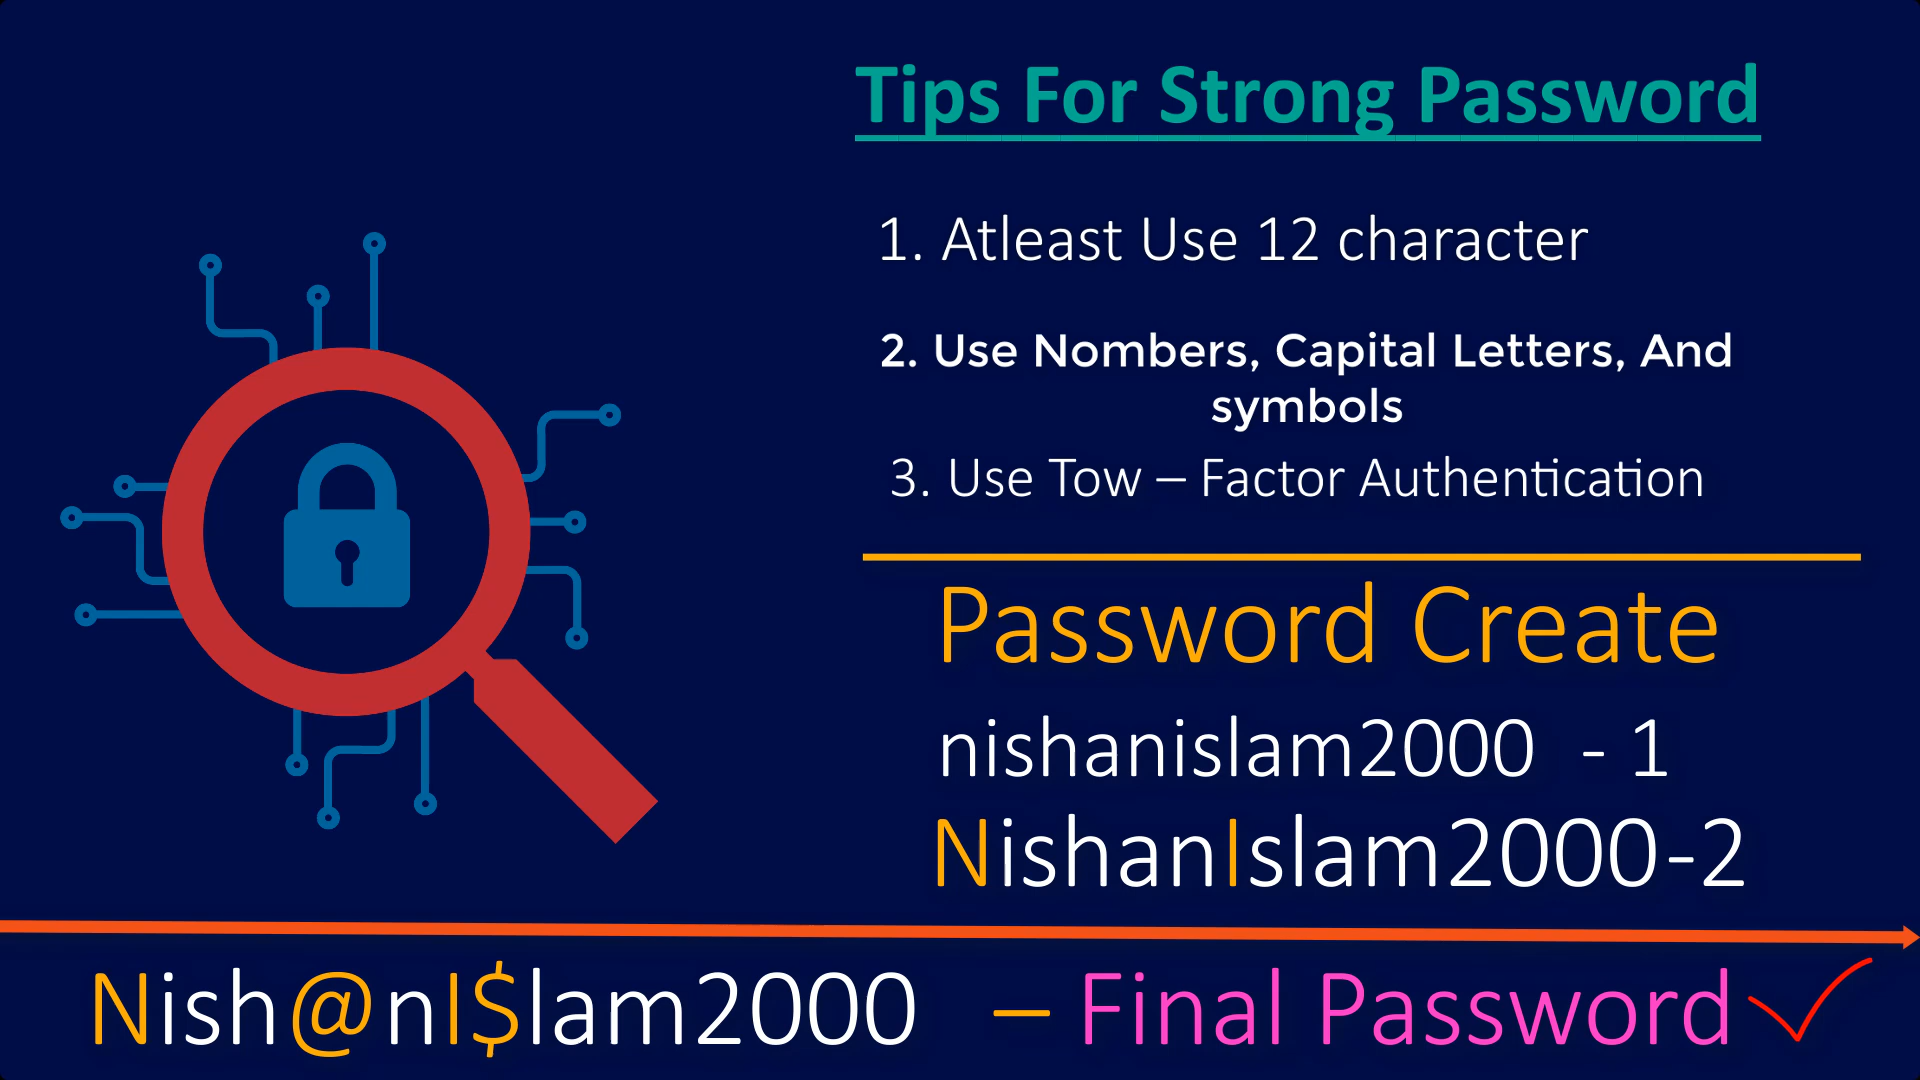 Tips For Strong Password
1. Atleast Use 12 character
2. Use Nombers, Capital Letters, And
symbols
3. Use Tow – Factor Authentication
Password Create
nishanislam2000 - 1
NishanIslam2000-2
Nish@nI$lam2000 – Final Password